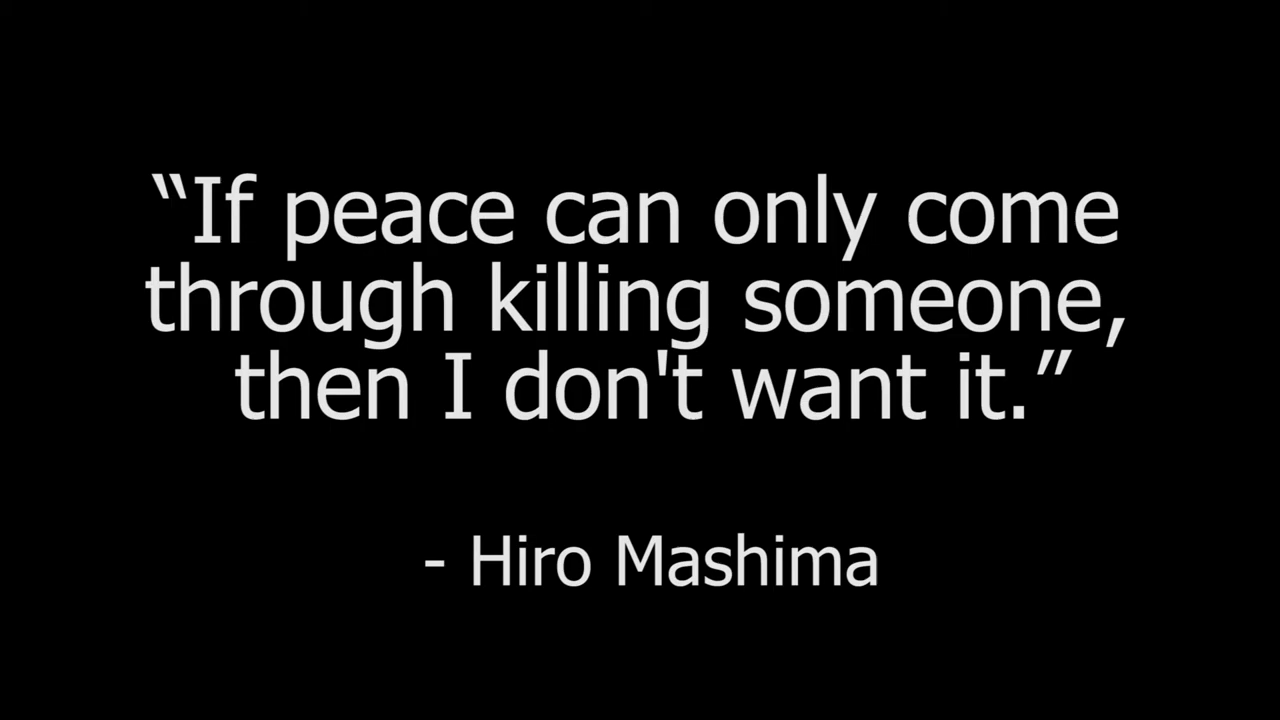 “If peace can only come
through killing someone,
then I don't want it.”
- Hiro Mashima